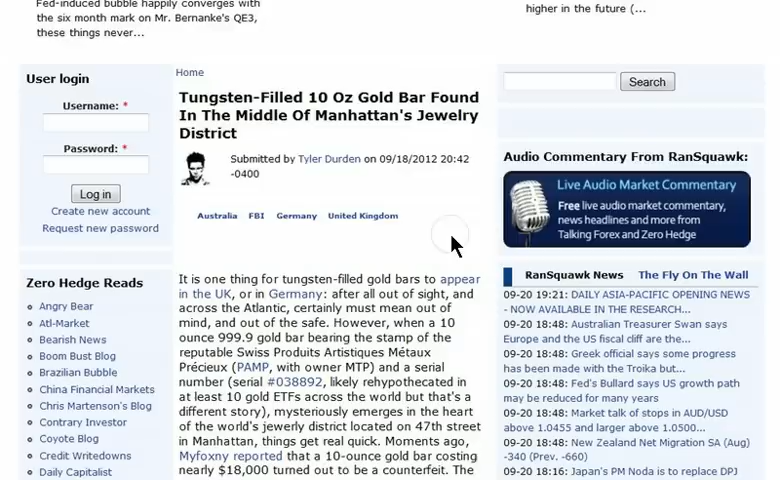 Fed-induced bubble happily converges with
the six month mark on Mr. Bernanke's QE3,
these things never...
higher in the future (...
User login
Username: *
Password: *
Log in
Create new account
Request new password
Zero Hedge Reads
Angry Bear
Atl-Market
Bearish News
Boom Bust Blog
Brazilian Bubble
China Financial Markets
Chris Martenson's Blog
Contrary Investor
Coyote Blog
Credit Writedowns
Daily Capitalist
Home
Tungsten-Filled 10 Oz Gold Bar Found
In The Middle Of Manhattan's Jewelry
District
Submitted by Tyler Durden on 09/18/2012 20:42
-0400
Australia FBI Germany United Kingdom
It is one thing for tungsten-filled gold bars to appear
in the UK, or in Germany: after all out of sight, and
across the Atlantic, certainly must mean out of
mind, and out of the safe. However, when a 10
ounce 999.9 gold bar bearing the stamp of the
reputable Swiss Produits Artistiques Métaux
Précieux (PAMP, with owner MTP) and a serial
number (serial #038892, likely rehypothecated in
at least 10 gold ETFs across the world but that's a
different story), mysteriously emerges in the heart
of the world's jewerly district located on 47th street
in Manhattan, things get real quick. Moments ago,
Myfoxny reported that a 10-ounce gold bar costing
nearly $18,000 turned out to be a counterfeit. The
Search
Audio Commentary From RanSquawk:
Live Audio Market Commentary
Free live audio market commentary,
news headlines and more from
Talking Forex and Zero Hedge
RanSquawk News The Fly On The Wall
09-20 19:21: DAILY ASIA-PACIFIC OPENING NEWS
- NOW AVAILABLE IN THE RESEARCH...
09-20 18:48: Australian Treasurer Swan says
Europe and the US fiscal cliff are the...
09-20 18:48: Greek official says some progress
has been made with the Troika but...
09-20 18:48: Fed's Bullard says US growth path
may be reduced for many years
09-20 18:48: Market talk of stops in AUD/USD
above 1.0455 and larger above 1.0500...
09-20 18:48: New Zealand Net Migration SA (Aug)
-340 (Prev. -660)
09-20 18:16: Japan's PM Noda is to replace DPJ